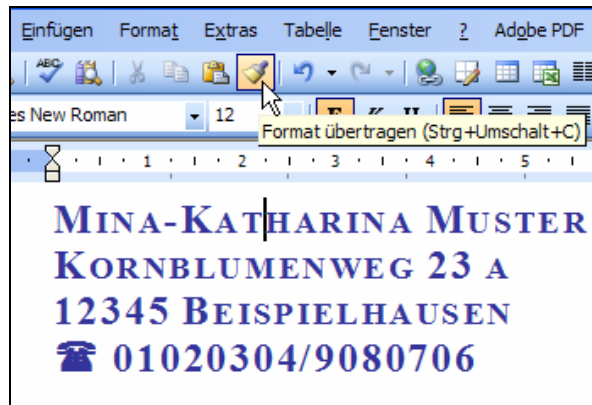 Einfügen Format Extras Tabelle Fenster ? Adobe PDF
ABC
es New Roman 12 F K U
Format übertragen (Strg+Umschalt+C)
1 2 3 4 5
MINA-KATHARINA MUSTER
KORNBLUMENWEG 23 A
12345 BEISPIELHAUSEN
☎ 01020304/9080706